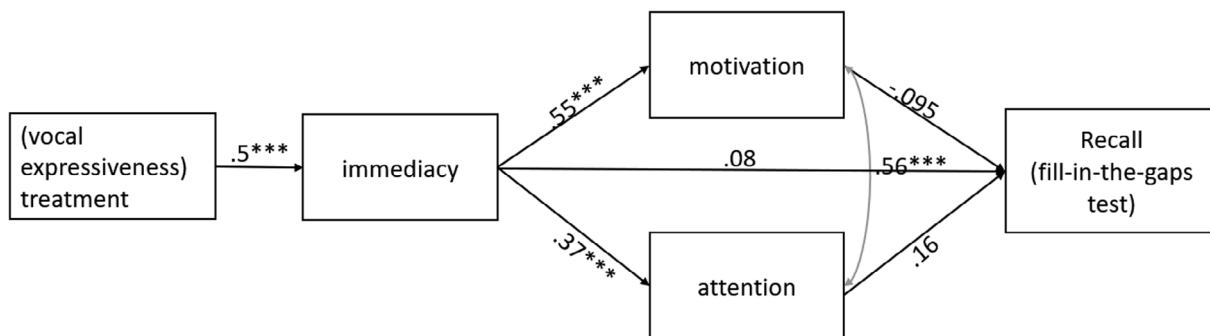 motivation
.55***
-.095
(vocal
expressiveness)
treatment
.5***
immediacy
.08
.56***
Recall
(fill-in-the-gaps
test)
.37***
.16
attention